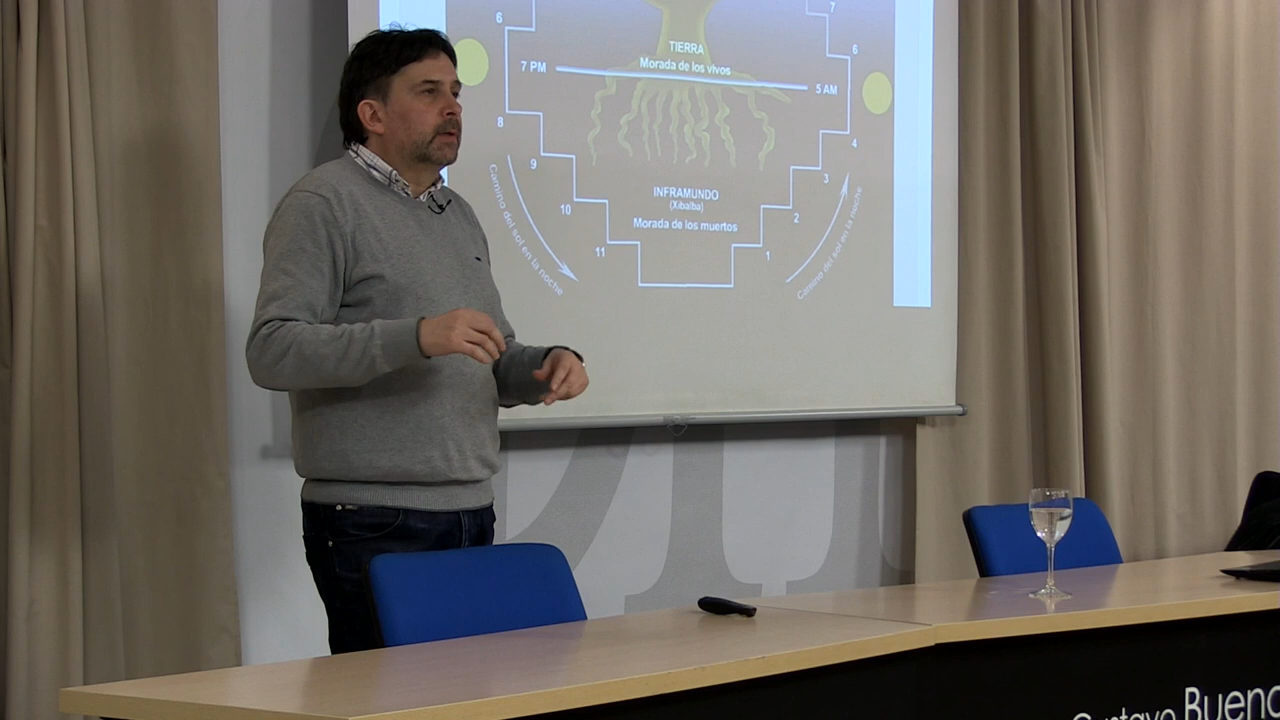 6
7
TIERRA
Morada de los vivos
6
7 PM
5 AM
8
4
9
3
INFRAMUNDO
(Xibalba)
10
2
Morada de los muertos
11
1
Camino del sol en la noche
Camino del sol en la noche
Gustavo Bueno